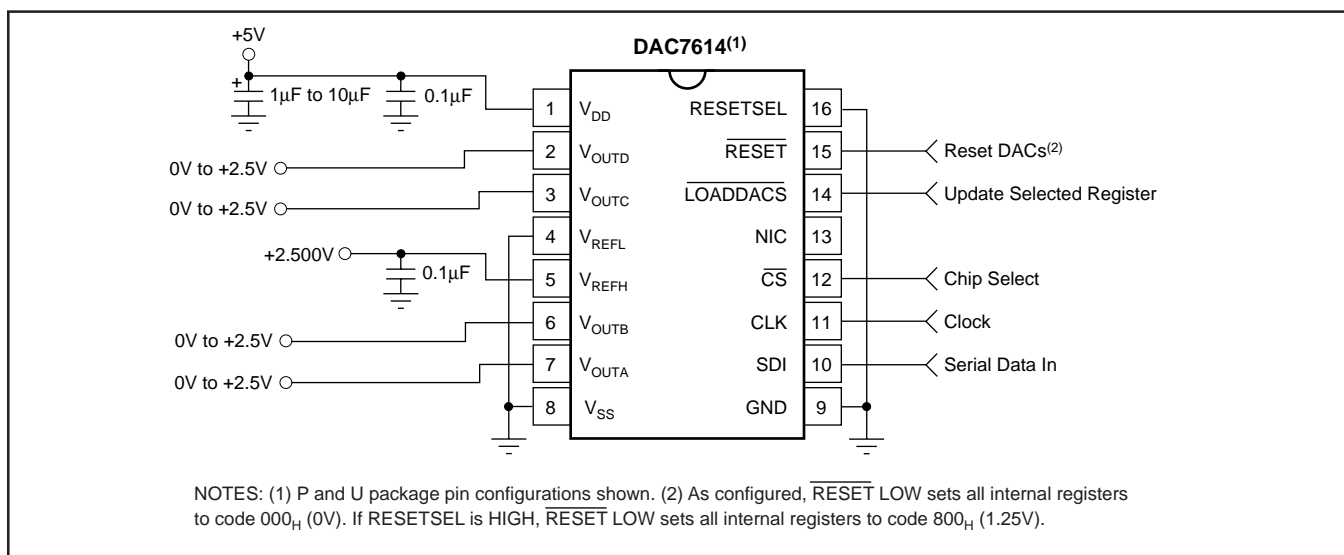 +5V
DAC7614(1)
+
1µF to 10µF
0.1µF
1
VDD
RESETSEL
16
0V to +2.5V
2
VOUTD
RESET
15
Reset DACs(2)
0V to +2.5V
3
VOUTC
LOADDACS
14
Update Selected Register
4
VREFL
NIC
13
+2.500V
0.1µF
5
VREFH
CS
12
Chip Select
0V to +2.5V
6
VOUTB
CLK
11
Clock
0V to +2.5V
7
VOUTA
SDI
10
Serial Data In
8
VSS
GND
9
NOTES: (1) P and U package pin configurations shown. (2) As configured, RESET LOW sets all internal registers
to code 000H (0V). If RESETSEL is HIGH, RESET LOW sets all internal registers to code 800H (1.25V).